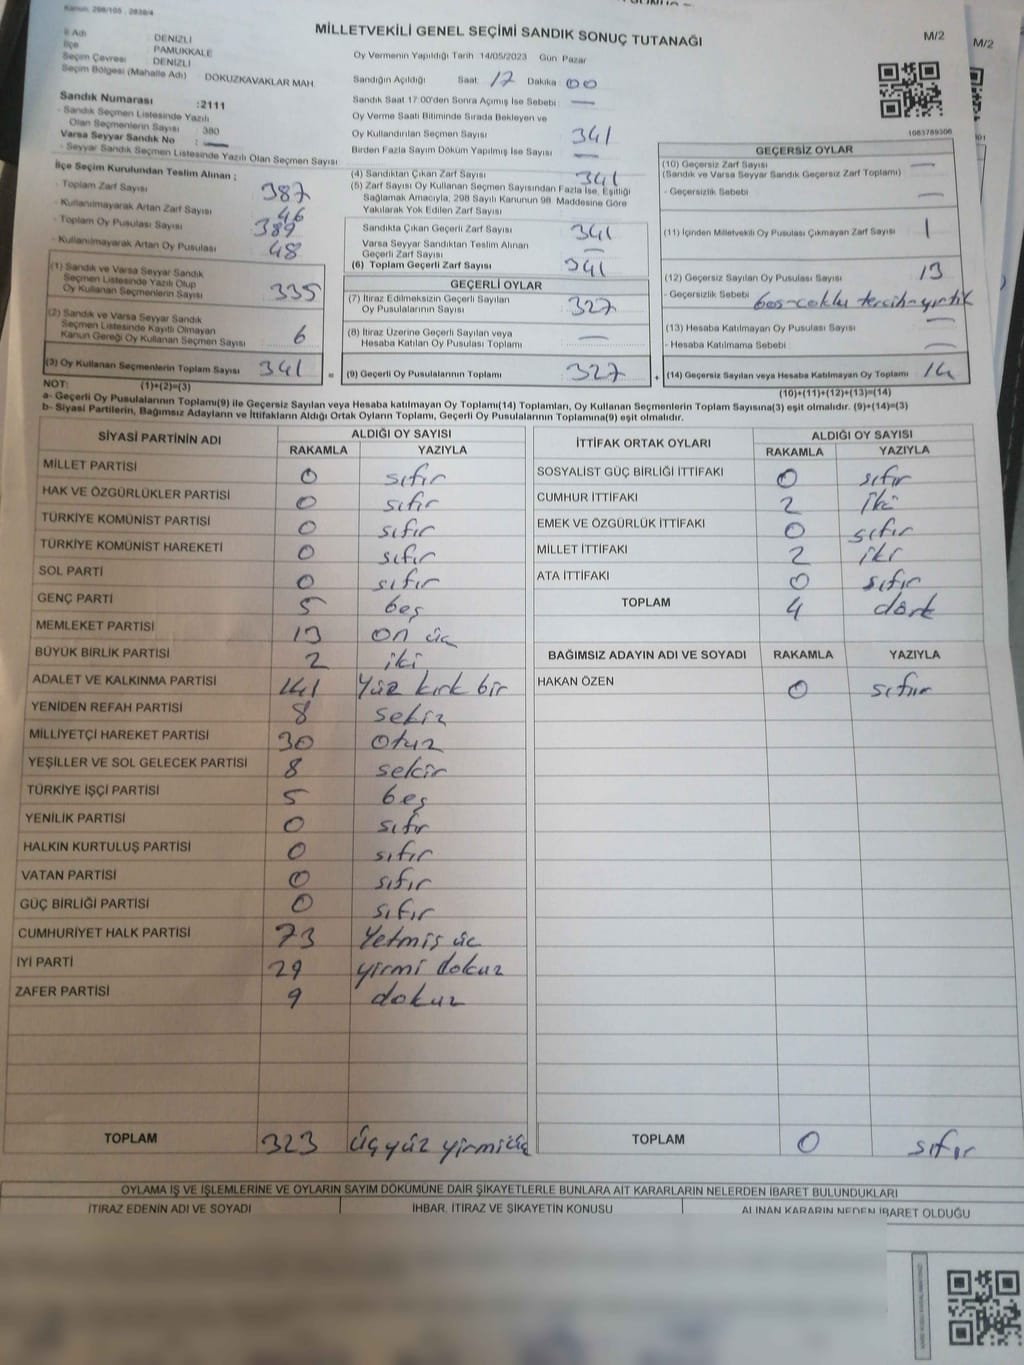 Kanun. 298/105 , 2839/4
MİLLETVEKİLİ GENEL SEÇİMİ SANDIK SONUÇ TUTANAĞI
M/2
M/2
İl Adı DENİZLİ
İlçe PAMUKKALE
Seçim Çevresi DENİZLİ
Seçim Bölgesi (Mahalle Adı) : DOKUZKAVAKLAR MAH
Oy Vermenin Yapıldığı Tarih 14/05/2023 Gün Pazar
Sandığın Açıldığı Saat 17 Dakika 00
Sandık Saat 17:00'den Sonra Açılmış İse Sebebi —
Oy Verme Saati Bitiminde Sırada Bekleyen ve
Oy Kullandırılan Seçmen Sayısı 341
Birden Fazla Sayım Döküm Yapılmış İse Sayısı —
Sandık Numarası :2111
- Sandık Seçmen Listesinde Yazılı
Olan Seçmenlerin Sayısı : 380
Varsa Seyyar Sandık No : —
- Seyyar Sandık Seçmen Listesinde Yazılı Olan Seçmen Sayısı
1083789306
İlçe Seçim Kurulundan Teslim Alınan ;
- Toplam Zarf Sayısı 387
- Kullanılmayarak Artan Zarf Sayısı 46
- Toplam Oy Pusulası Sayısı 389
- Kullanılmayarak Artan Oy Pusulası 48
(1) Sandık ve Varsa Seyyar Sandık
Seçmen Listesinde Yazılı Olup
Oy Kullanan Seçmenlerin Sayısı 335
(2) Sandık ve Varsa Seyyar Sandık
Seçmen Listesinde Kayıtlı Olmayan
Kanun Gereği Oy Kullanan Seçmen Sayısı 6
(3) Oy Kullanan Seçmenlerin Toplam Sayısı 341 =
(4) Sandıktan Çıkan Zarf Sayısı 341
(5) Zarf Sayısı Oy Kullanan Seçmen Sayısından Fazla İse, Eşitliği
Sağlamak Amacıyla, 298 Sayılı Kanunun 98. Maddesine Göre
Yakılarak Yok Edilen Zarf Sayısı
Sandıkta Çıkan Geçerli Zarf Sayısı 341
Varsa Seyyar Sandıktan Teslim Alınan
Geçerli Zarf Sayısı —
(6) Toplam Geçerli Zarf Sayısı 341
GEÇERLİ OYLAR
(7) İtiraz Edilmeksizin Geçerli Sayılan
Oy Pusulalarının Sayısı 327
(8) İtiraz Üzerine Geçerli Sayılan veya
Hesaba Katılan Oy Pusulası Toplamı —
(9) Geçerli Oy Pusulalarının Toplamı 327 +
GEÇERSİZ OYLAR
(10) Geçersiz Zarf Sayısı —
(Sandık ve Varsa Seyyar Sandık Geçersiz Zarf Toplamı)
- Geçersizlik Sebebi —
(11) İçinden Milletvekili Oy Pusulası Çıkmayan Zarf Sayısı 1
(12) Geçersiz Sayılan Oy Pusulası Sayısı 13
- Geçersizlik Sebebi boş-çoklu tercih-yırtık
(13) Hesaba Katılmayan Oy Pusulası Sayısı —
- Hesaba Katılmama Sebebi —
(14) Geçersiz Sayılan veya Hesaba Katılmayan Oy Toplamı 14
NOT: (1)+(2)=(3) (10)+(11)+(12)+(13)=(14)
a- Geçerli Oy Pusulalarının Toplamı(9) ile Geçersiz Sayılan veya Hesaba katılmayan Oy Toplamı(14) Toplamları, Oy Kullanan Seçmenlerin Toplam Sayısına(3) eşit olmalıdır. (9)+(14)=(3)
b- Siyasi Partilerin, Bağımsız Adayların ve İttifakların Aldığı Ortak Oyların Toplamı, Geçerli Oy Pusulalarının Toplamına(9) eşit olmalıdır.
SİYASİ PARTİNİN ADI ALDIĞI OY SAYISI
RAKAMLA YAZIYLA
MİLLET PARTİSİ 0 sıfır
HAK VE ÖZGÜRLÜKLER PARTİSİ 0 sıfır
TÜRKİYE KOMÜNİST PARTİSİ 0 sıfır
TÜRKİYE KOMÜNİST HAREKETİ 0 sıfır
SOL PARTİ 0 sıfır
GENÇ PARTİ 5 beş
MEMLEKET PARTİSİ 13 on üç
BÜYÜK BİRLİK PARTİSİ 2 iki
ADALET VE KALKINMA PARTİSİ 141 Yüz kırk bir
YENİDEN REFAH PARTİSİ 8 sekiz
MİLLİYETÇİ HAREKET PARTİSİ 30 Otuz
YEŞİLLER VE SOL GELECEK PARTİSİ 8 sekiz
TÜRKİYE İŞÇİ PARTİSİ 5 beş
YENİLİK PARTİSİ 0 sıfır
HALKIN KURTULUŞ PARTİSİ 0 sıfır
VATAN PARTİSİ 0 sıfır
GÜÇ BİRLİĞİ PARTİSİ 0 sıfır
CUMHURİYET HALK PARTİSİ 73 Yetmiş üç
İYİ PARTİ 29 yirmi dokuz
ZAFER PARTİSİ 9 dokuz
TOPLAM 323 üç yüz yirmi üç
İTTİFAK ORTAK OYLARI ALDIĞI OY SAYISI
RAKAMLA YAZIYLA
SOSYALİST GÜÇ BİRLİĞİ İTTİFAKI 0 sıfır
CUMHUR İTTİFAKI 2 iki
EMEK VE ÖZGÜRLÜK İTTİFAKI 0 sıfır
MİLLET İTTİFAKI 2 iki
ATA İTTİFAKI 0 sıfır
TOPLAM 4 dört
BAĞIMSIZ ADAYIN ADI VE SOYADI RAKAMLA YAZIYLA
HAKAN ÖZEN 0 sıfır
TOPLAM 0 sıfır
OYLAMA İŞ VE İŞLEMLERİNE VE OYLARIN SAYIM DÖKÜMÜNE DAİR ŞİKAYETLERLE BUNLARA AİT KARARLARIN NELERDEN İBARET BULUNDUKLARI
İTİRAZ EDENİN ADI VE SOYADI İHBAR, İTİRAZ VE ŞİKAYETİN KONUSU ALINAN KARARIN NEDEN İBARET OLDUĞU